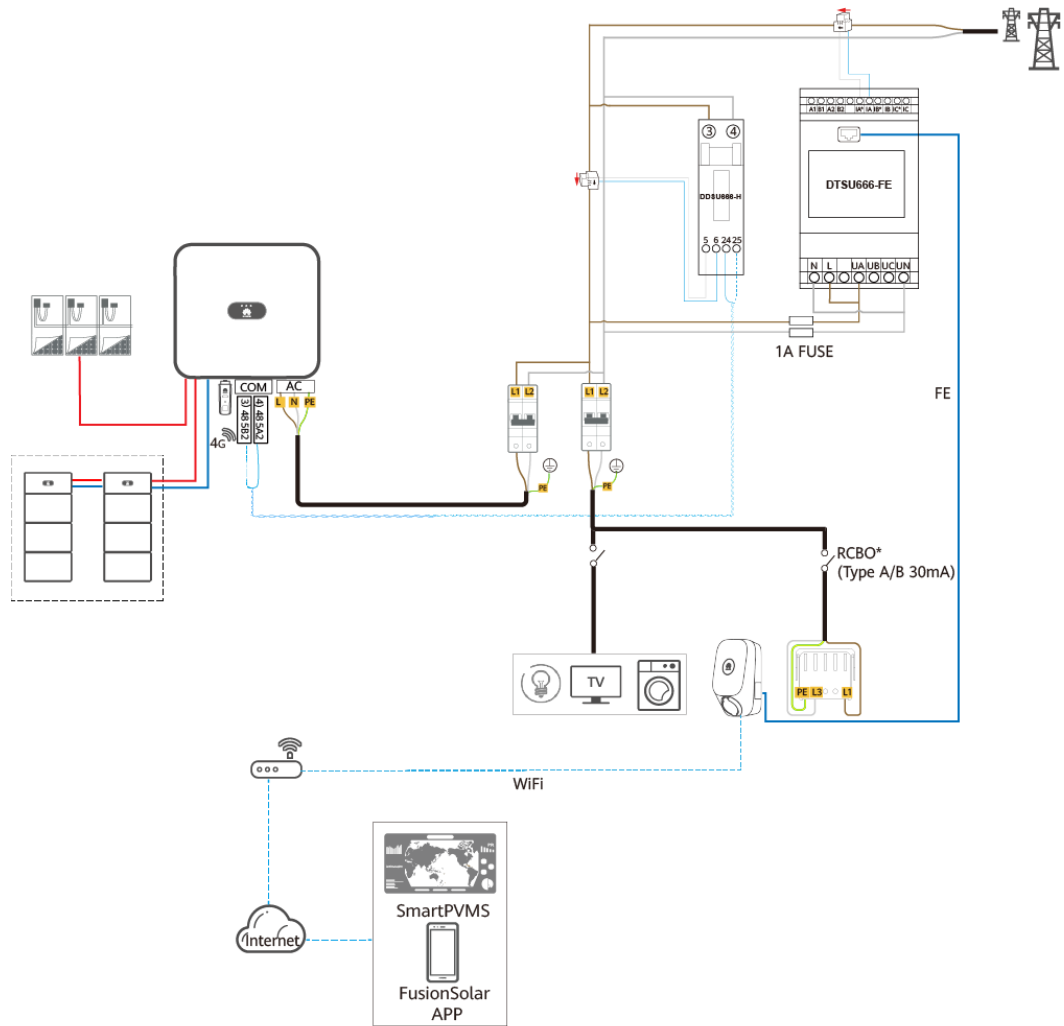 A1 B1 A2 B2 IA* IA IB* IB IC* IC
DTSU666-FE
N L UA UB UC UN
3 4
DDSU666-H
5 6 24 25
1A FUSE
FE
COM AC
3) 485B2
4) 485A2
L N PE
4G
L1 L2
L1 L2
PE
PE
RCBO*
(Type A/B 30mA)
TV
PE L3 L1
WiFi
SmartPVMS
Internet
FusionSolar
APP